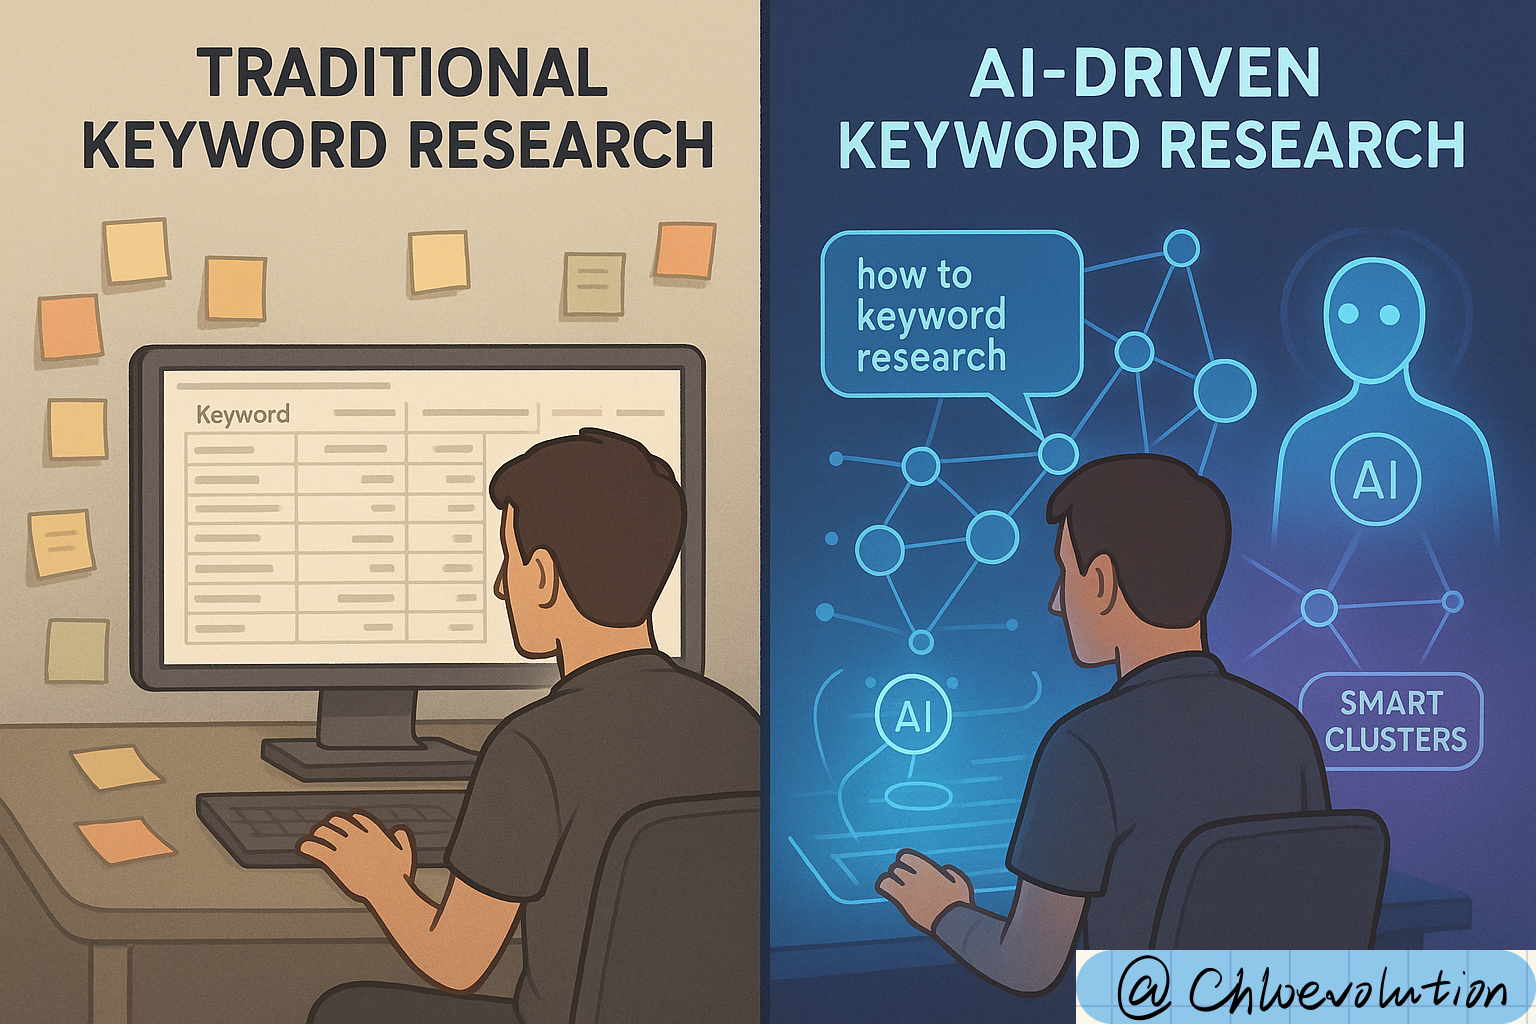 TRADITIONAL
KEYWORD RESEARCH
Keyword
AI-DRIVEN
KEYWORD RESEARCH
how to
keyword
research
AI
AI
SMART
CLUSTERS
@ Chloevolution